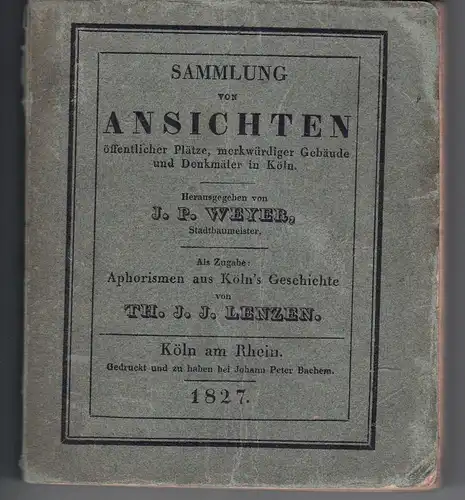 SAMMLUNG
VON
ANSICHTEN
öffentlicher Plätze, merkwürdiger Gebäude
und Denkmäler in Köln.
Herausgegeben von
J. P. WEYER,
Stadtbaumeister.
Als Zugabe:
Aphorismen aus Köln's Geschichte
von
TH. J. J. LENZEN.
Köln am Rhein.
Gedruckt und zu haben bei Johann Peter Bachem.
1827.